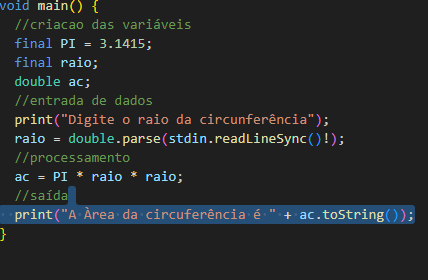 void main() {
//criacao das variáveis
final PI = 3.1415;
final raio;
double ac;
//entrada de dados
print("Digite o raio da circunferência");
raio = double.parse(stdin.readLineSync()!);
//processamento
ac = PI * raio * raio;
//saída
print("A Àrea da circuferência é " + ac.toString());
}